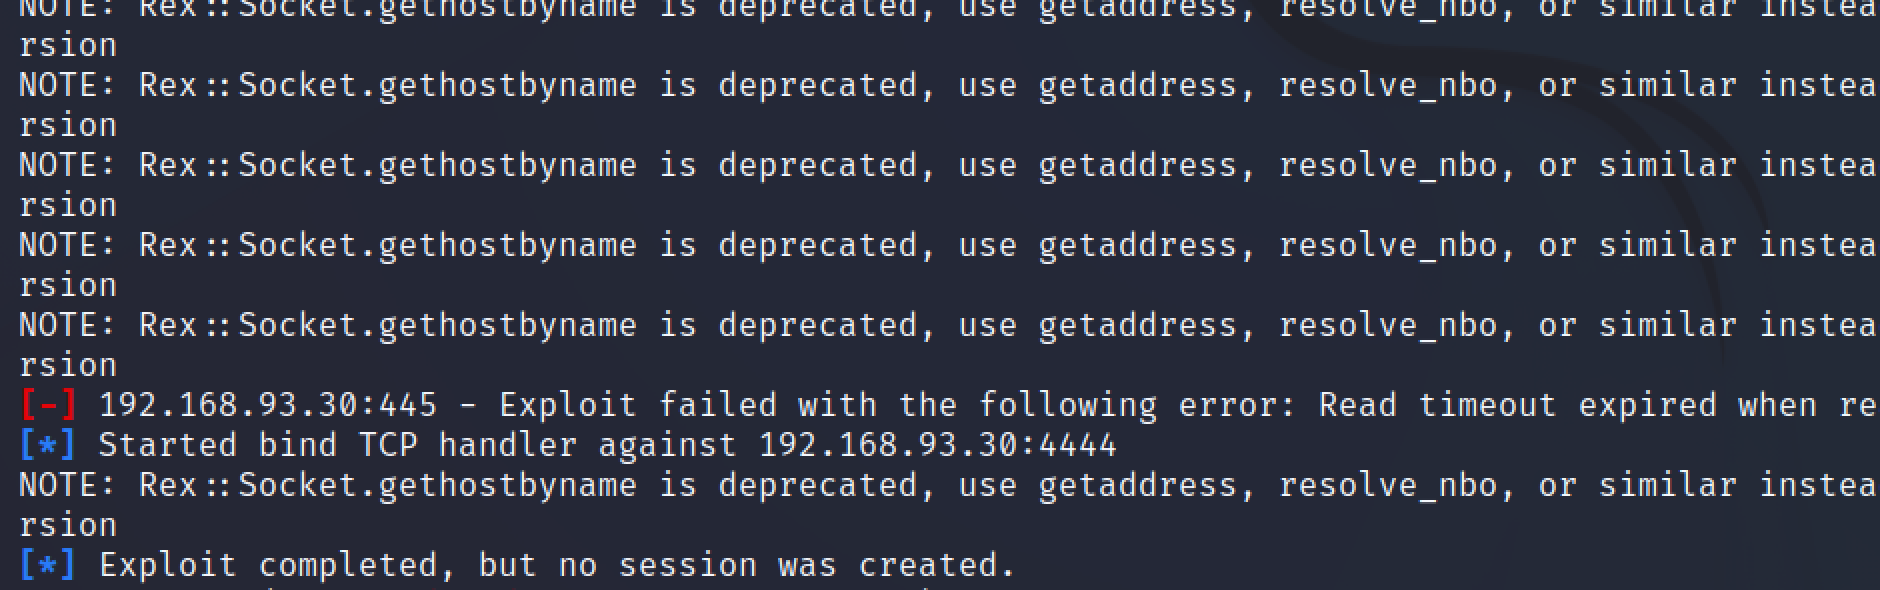 NOTE: Rex::Socket.gethostbyname is deprecated, use getaddress, resolve_nbo, or similar instea
rsion
NOTE: Rex::Socket.gethostbyname is deprecated, use getaddress, resolve_nbo, or similar instea
rsion
NOTE: Rex::Socket.gethostbyname is deprecated, use getaddress, resolve_nbo, or similar instea
rsion
NOTE: Rex::Socket.gethostbyname is deprecated, use getaddress, resolve_nbo, or similar instea
rsion
NOTE: Rex::Socket.gethostbyname is deprecated, use getaddress, resolve_nbo, or similar instea
rsion
[-] 192.168.93.30:445 - Exploit failed with the following error: Read timeout expired when re
[*] Started bind TCP handler against 192.168.93.30:4444
NOTE: Rex::Socket.gethostbyname is deprecated, use getaddress, resolve_nbo, or similar instea
rsion
[*] Exploit completed, but no session was created.